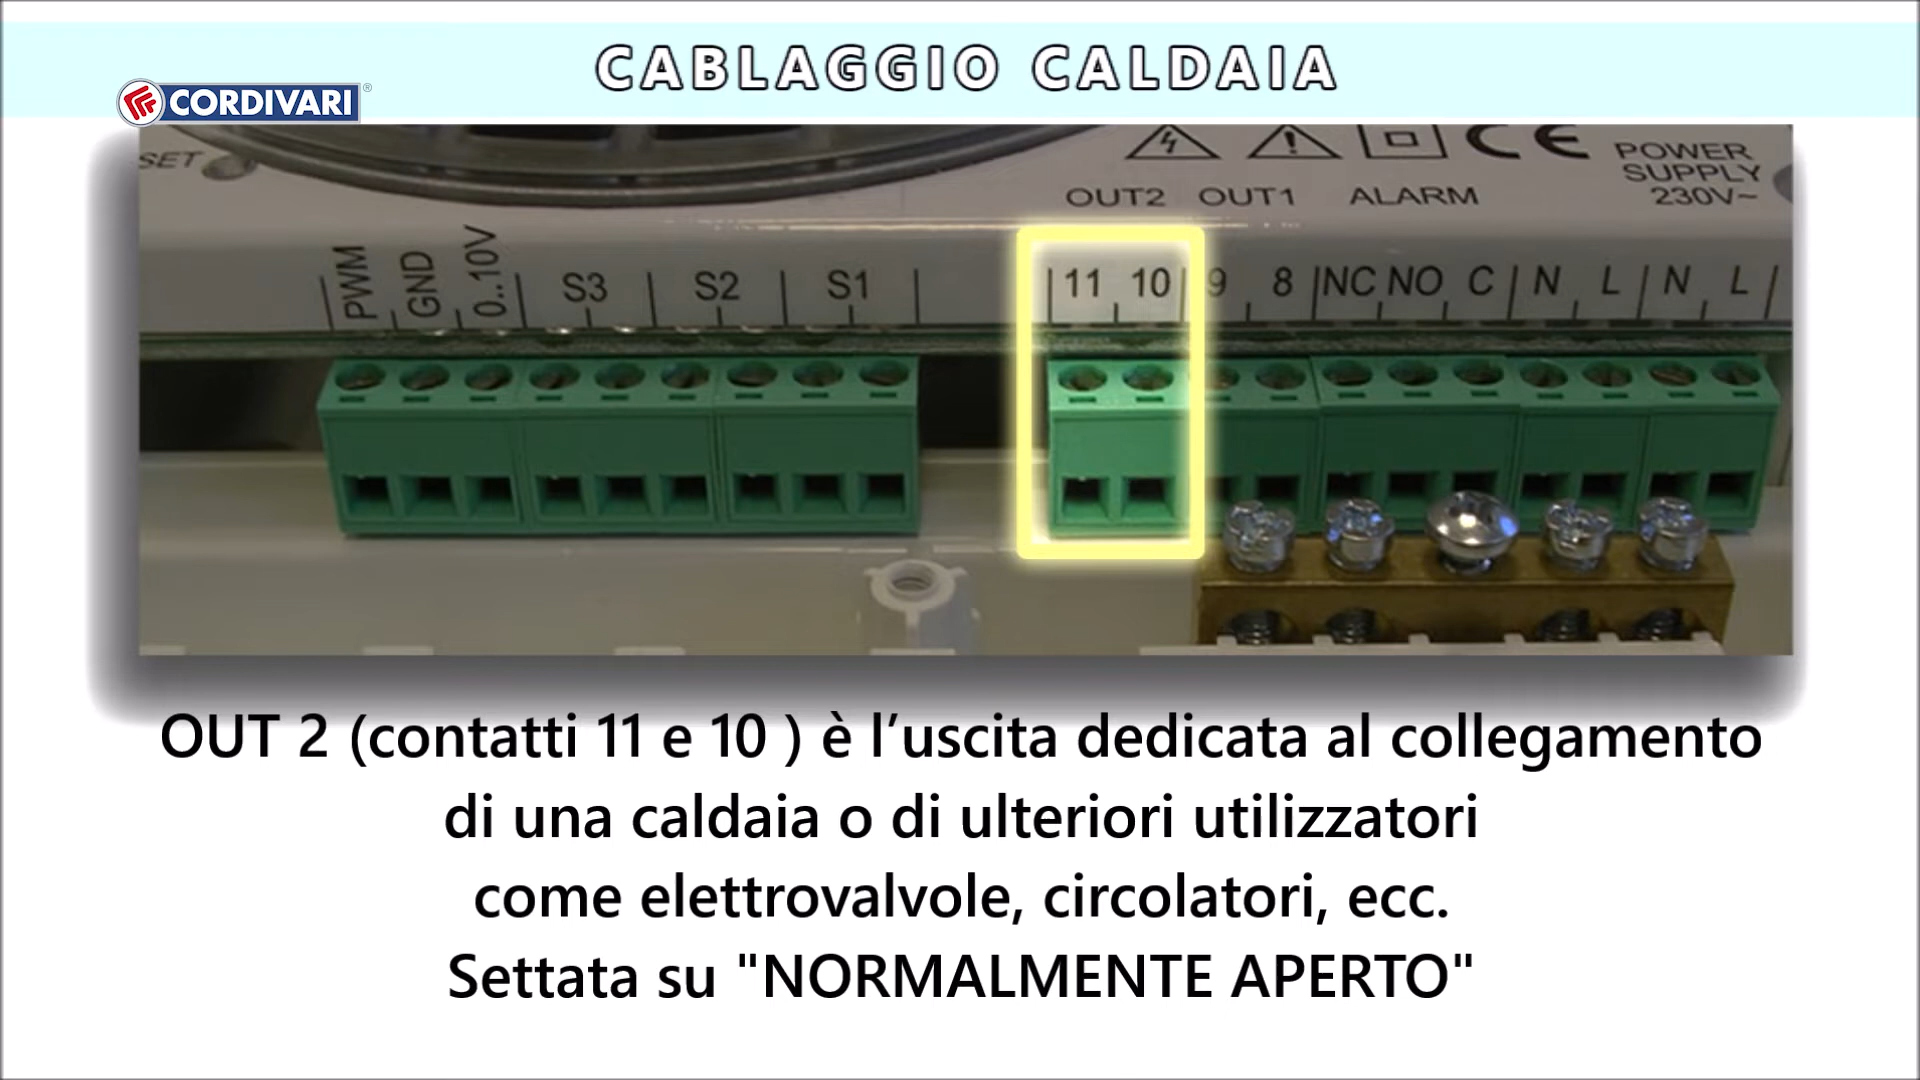 CABLAGGIO CALDAIA
CORDIVARI®
SET
POWER
SUPPLY
230V~
OUT2 OUT1 ALARM
PWM GND 0..10V S3 S2 S1 11 10 9 8 NC NO C N L N L
OUT 2 (contatti 11 e 10 ) è l’uscita dedicata al collegamento
di una caldaia o di ulteriori utilizzatori
come elettrovalvole, circolatori, ecc.
Settata su "NORMALMENTE APERTO"